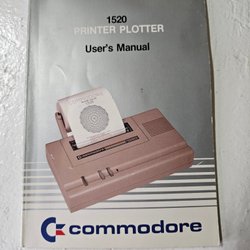 1520
PRINTER PLOTTER
User's Manual
commodore